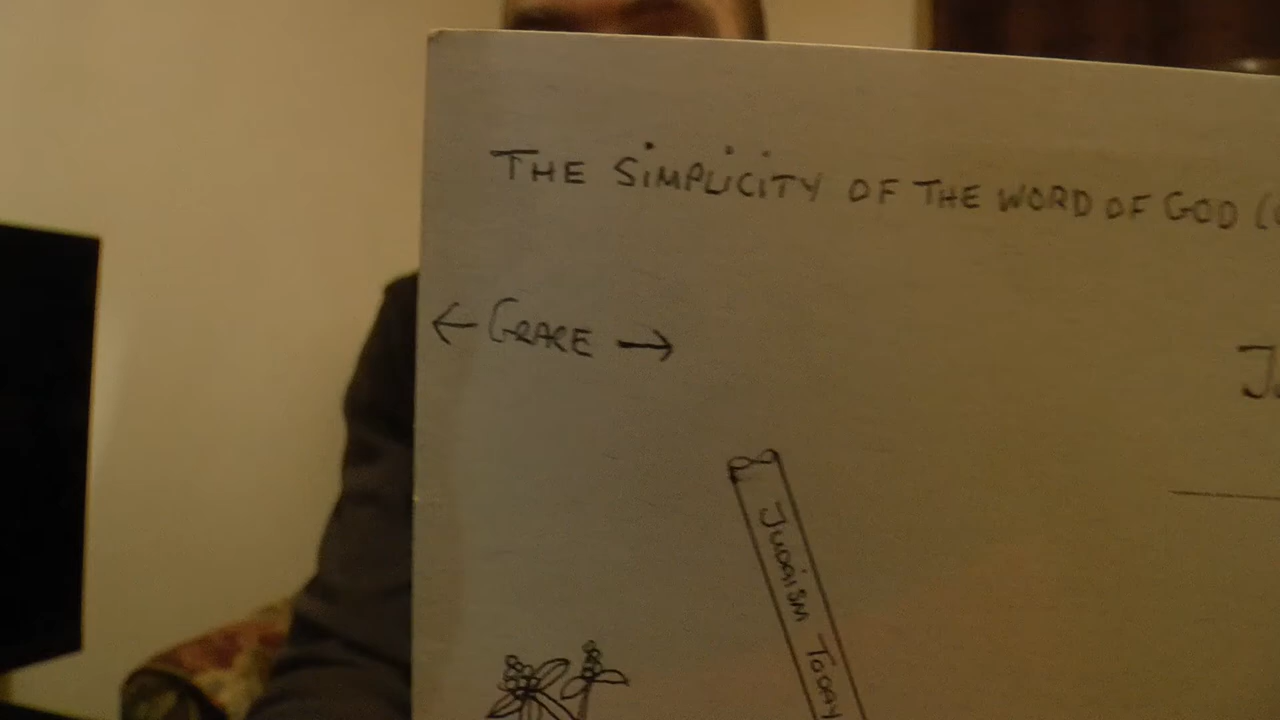 THE SiMPLiCiTY OF THE WORD OF GOD (
← GRACE →
JUDAiSM TODAY